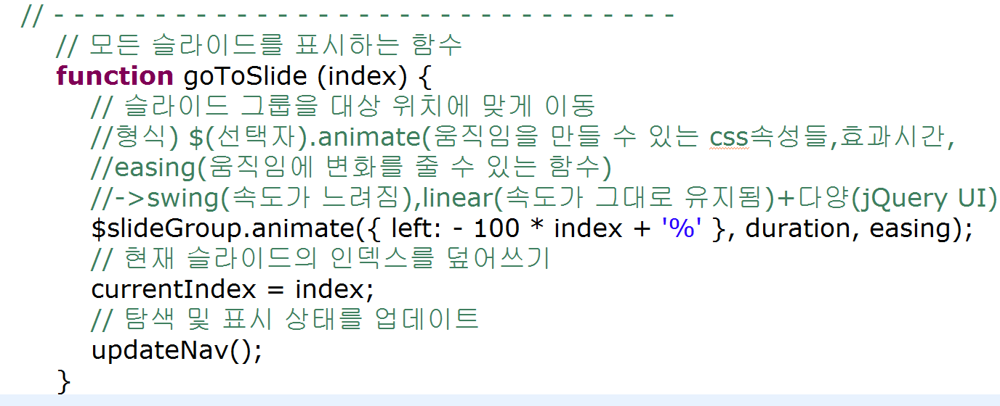 // - - - - - - - - - - - - - - - - - - - - - - - - - - - - - - -
// 모든 슬라이드를 표시하는 함수
function goToSlide (index) {
// 슬라이드 그룹을 대상 위치에 맞게 이동
//형식) $(선택자).animate(움직임을 만들 수 있는 css속성들,효과시간,
//easing(움직임에 변화를 줄 수 있는 함수)
//->swing(속도가 느려짐),linear(속도가 그대로 유지됨)+다양(jQuery UI)
$slideGroup.animate({ left: - 100 * index + '%' }, duration, easing);
// 현재 슬라이드의 인덱스를 덮어쓰기
currentIndex = index;
// 탐색 및 표시 상태를 업데이트
updateNav();
}